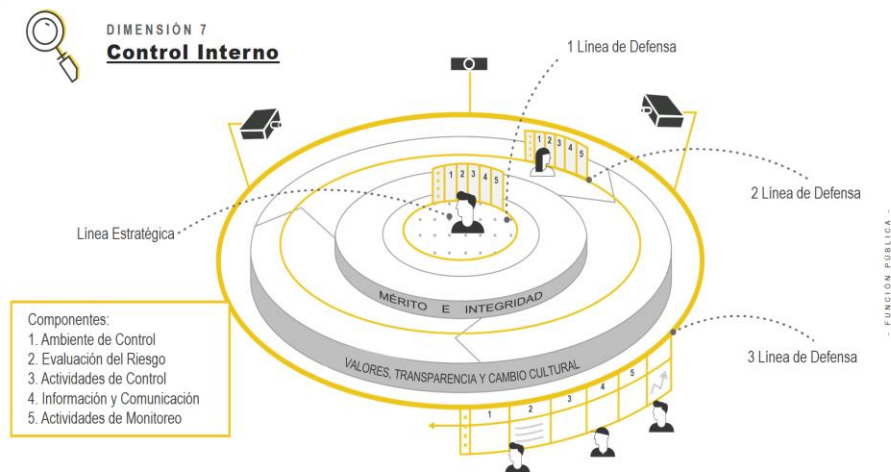 DIMENSIÓN 7
Control Interno
1 Línea de Defensa
1 2 3 4 5
1 2 3 4 5
2 Línea de Defensa
Línea Estratégica
- FUNCIÓN PÚBLICA -
MÉRITO E INTEGRIDAD
Componentes:
1. Ambiente de Control
2. Evaluación del Riesgo
3. Actividades de Control
4. Información y Comunicación
5. Actividades de Monitoreo
VALORES, TRANSPARENCIA Y CAMBIO CULTURAL
3 Línea de Defensa
1 2 3 4 5